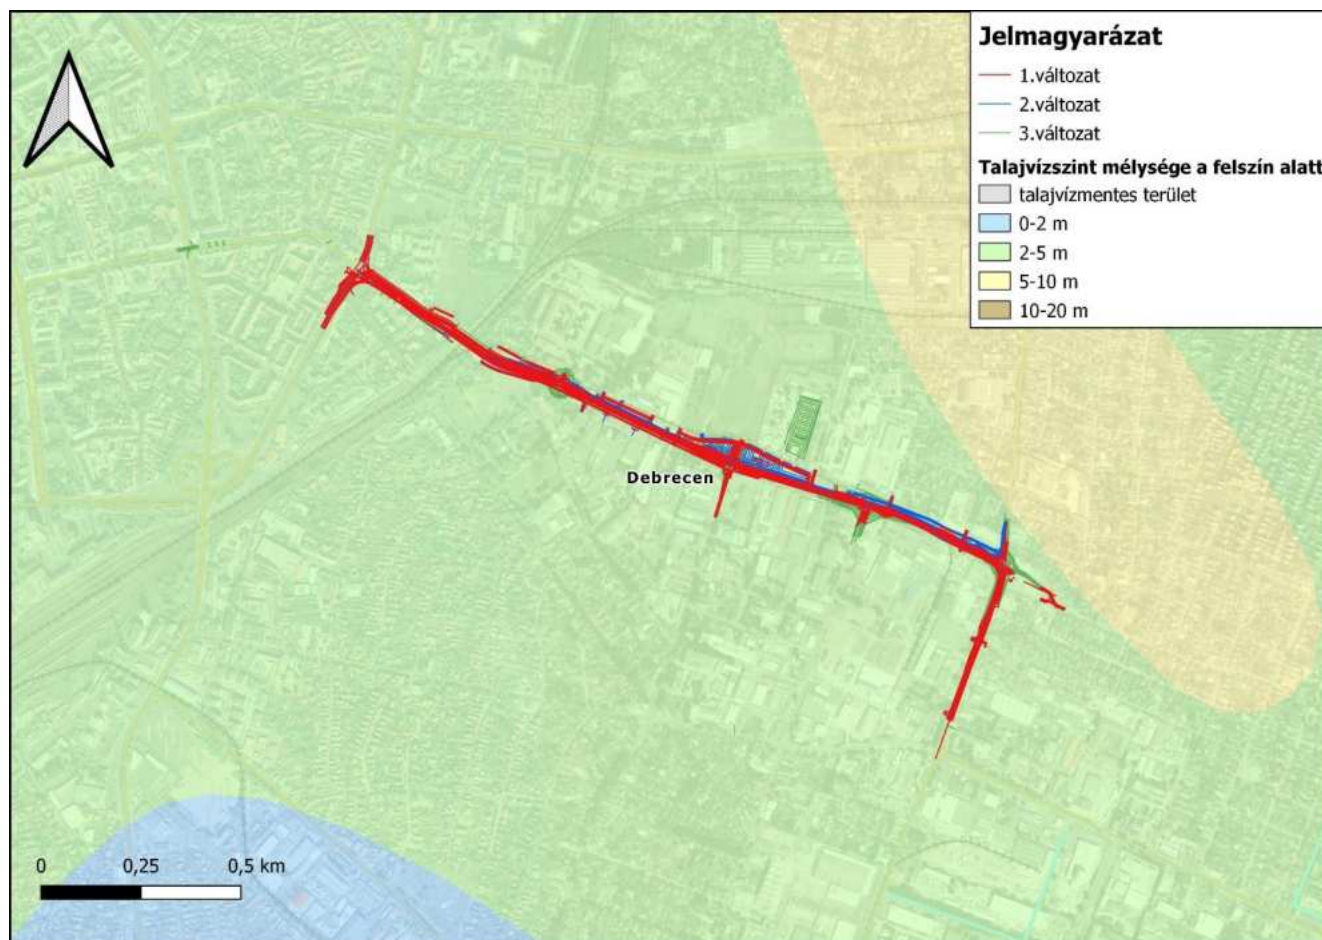 Jelmagyarázat
1.változat
2.változat
3.változat
Talajvízszint mélysége a felszín alatt
talajvízmentes terület
0-2 m
2-5 m
5-10 m
10-20 m
Debrecen
0 0,25 0,5 km